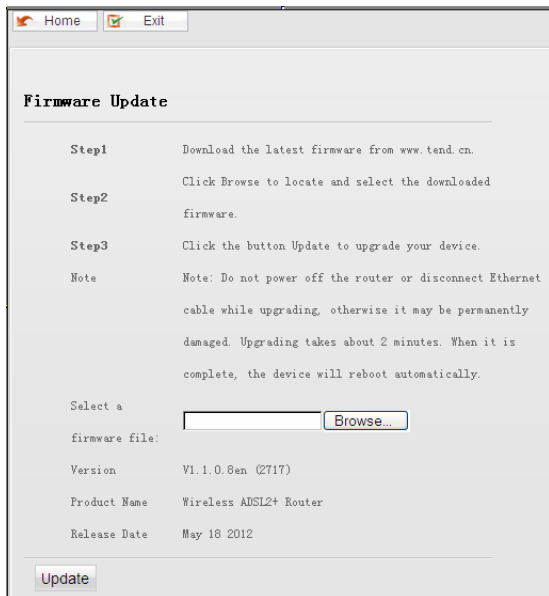 Home Exit
Firmware Update
Step1 Download the latest firmware from www.tend.cn.
Click Browse to locate and select the downloaded
Step2
firmware.
Step3 Click the button Update to upgrade your device.
Note Note: Do not power off the router or disconnect Ethernet
cable while upgrading, otherwise it may be permanently
damaged. Upgrading takes about 2 minutes. When it is
complete, the device will reboot automatically.
Select a
firmware file: Browse...
Version V1.1.0.8en (2717)
Product Name Wireless ADSL2+ Router
Release Date May 18 2012
Update